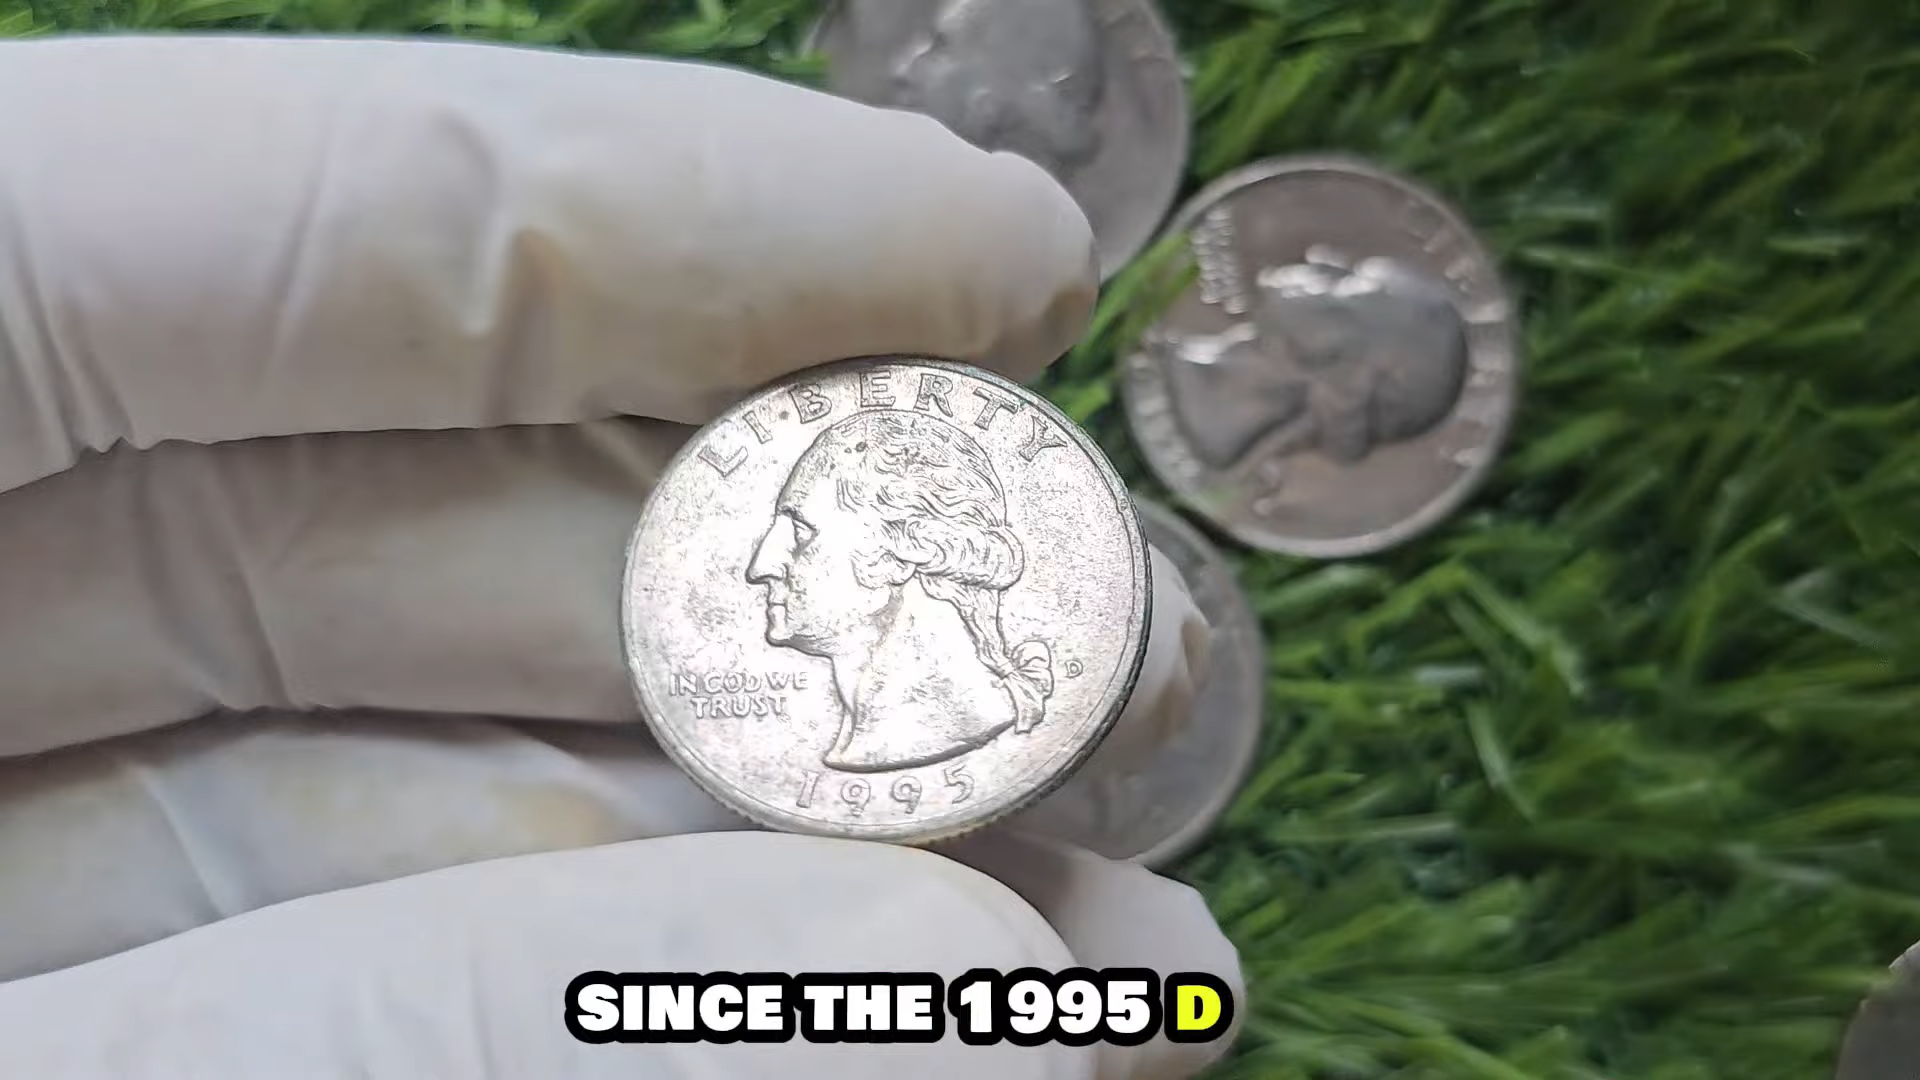 LIBERTY
IN GOD WE
TRUST
D
1995
SINCE THE 1995 D